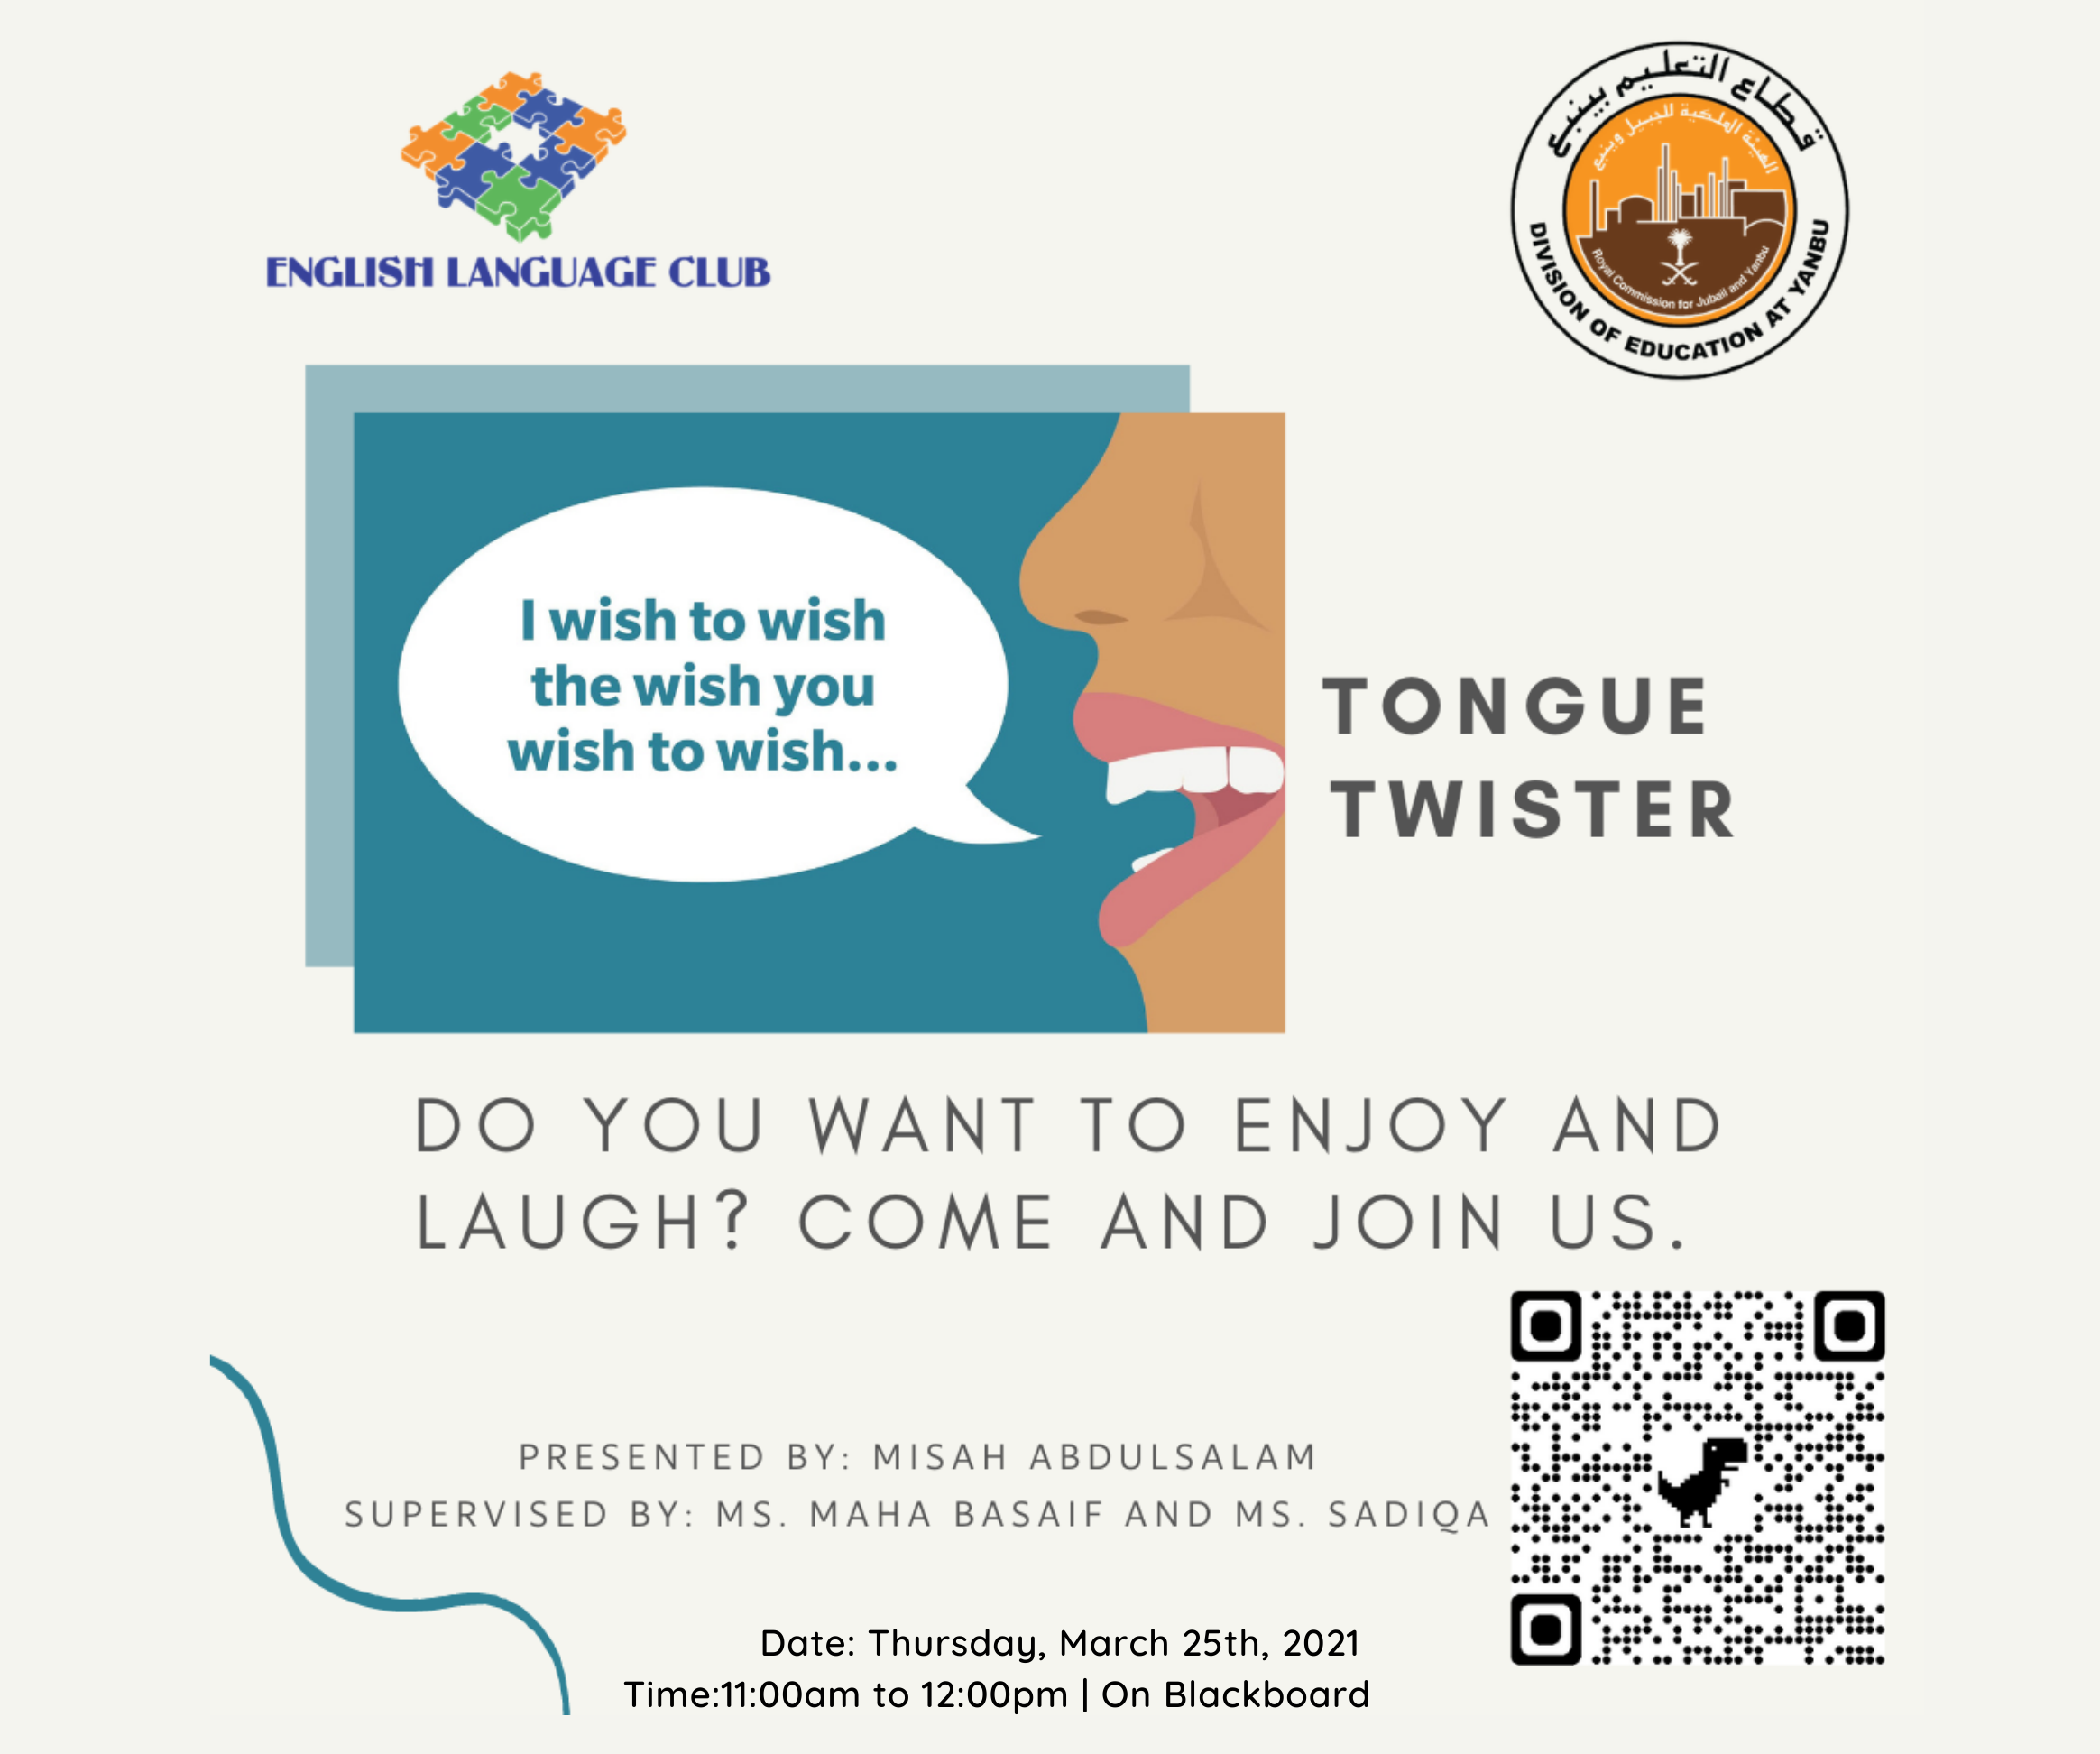 ENGLISH LANGUAGE CLUB
قطاع التعليم بينبع
الهيئة الملكية للجبيل وينبع
Royal Commission for Jubail and Yanbu
DIVISION OF EDUCATION AT YANBU
I wish to wish
the wish you
wish to wish...
TONGUE
TWISTER
DO YOU WANT TO ENJOY AND
LAUGH? COME AND JOIN US.
PRESENTED BY: MISAH ABDULSALAM
SUPERVISED BY: MS. MAHA BASAIF AND MS. SADIQA
Date: Thursday, March 25th, 2021
Time:11:00am to 12:00pm | On Blackboard